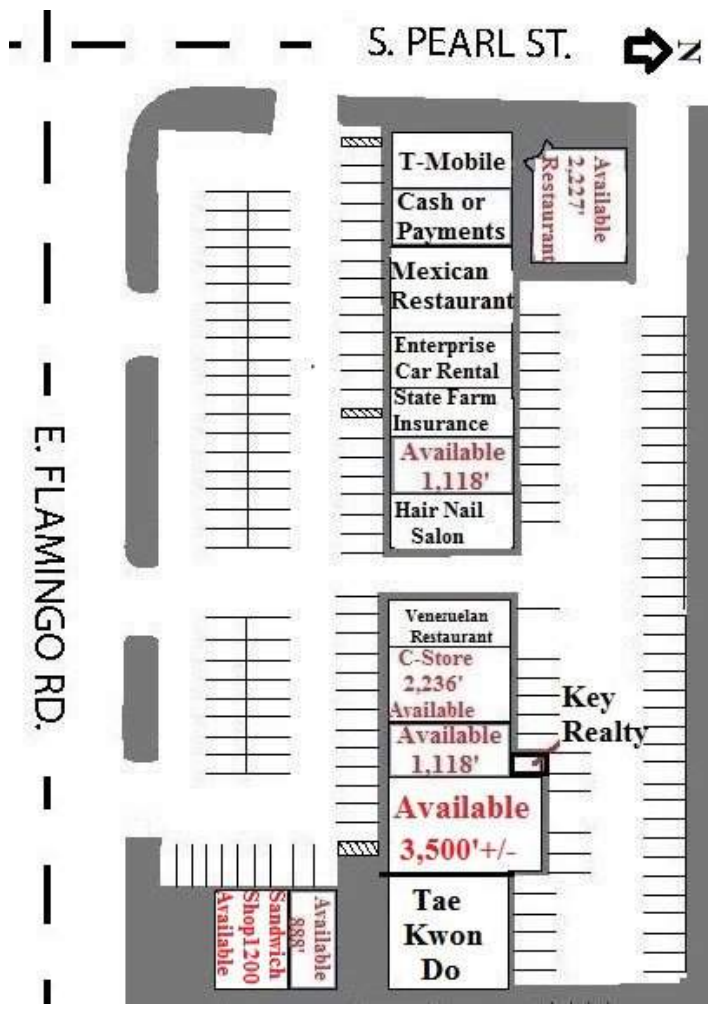 S. PEARL ST.
N
E. FLAMINGO RD.
T-Mobile
Cash or
Payments
Mexican
Restaurant
Enterprise
Car Rental
State Farm
Insurance
Available
1,118'
Hair Nail
Salon
Available
2,227'
Restaurant
Venezuelan
Restaurant
C-Store
2,236'
Available
Available
1,118'
Key
Realty
Available
3,500'+/-
Tae
Kwon
Do
Available
888'
Sandwich
Shop1200
Available